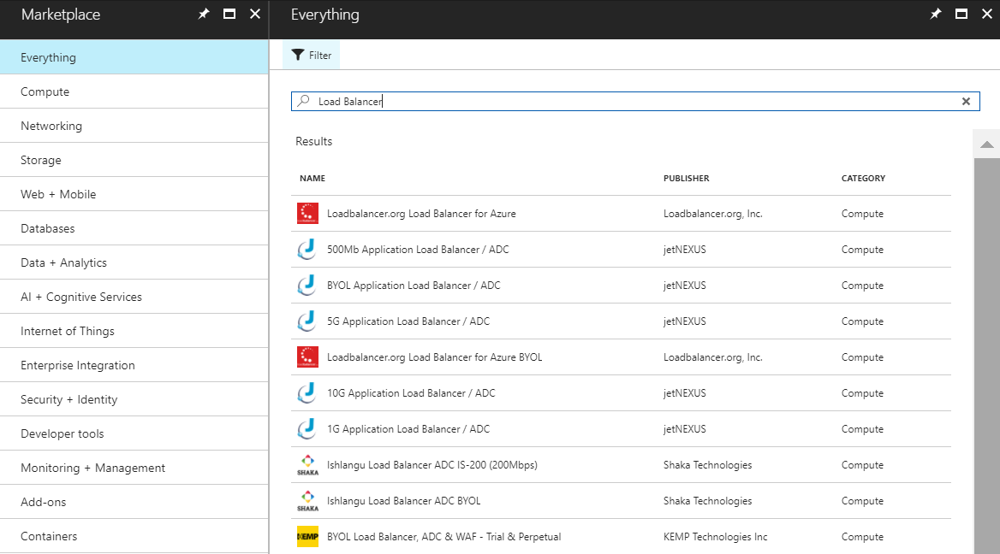 Marketplace
Everything
Compute
Networking
Storage
Web + Mobile
Databases
Data + Analytics
AI + Cognitive Services
Internet of Things
Enterprise Integration
Security + Identity
Developer tools
Monitoring + Management
Add-ons
Containers
Everything
Filter
Load Balancer
Results
NAME PUBLISHER CATEGORY
Loadbalancer.org Load Balancer for Azure Loadbalancer.org, Inc. Compute
500Mb Application Load Balancer / ADC jetNEXUS Compute
BYOL Application Load Balancer / ADC jetNEXUS Compute
5G Application Load Balancer / ADC jetNEXUS Compute
Loadbalancer.org Load Balancer for Azure BYOL Loadbalancer.org, Inc. Compute
10G Application Load Balancer / ADC jetNEXUS Compute
1G Application Load Balancer / ADC jetNEXUS Compute
SHAKA Ishlangu Load Balancer ADC IS-200 (200Mbps) Shaka Technologies Compute
SHAKA Ishlangu Load Balancer ADC BYOL Shaka Technologies Compute
KEMP BYOL Load Balancer, ADC & WAF - Trial & Perpetual KEMP Technologies Inc Compute